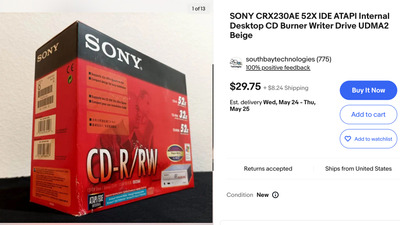 1 of 13
SONY
SONY
52x
32x
52x
CD-R/RW
ATAPI/IDE
SONY CRX230AE 52X IDE ATAPI Internal
Desktop CD Burner Writer Drive UDMA2
Beige
southbaytechnologies (775)
100% positive feedback
$29.75 + $8.24 Shipping
Est. delivery Wed, May 24 - Thu,
May 25
Buy It Now
Add to cart
Add to watchlist
Returns accepted
Ships from United States
Condition New